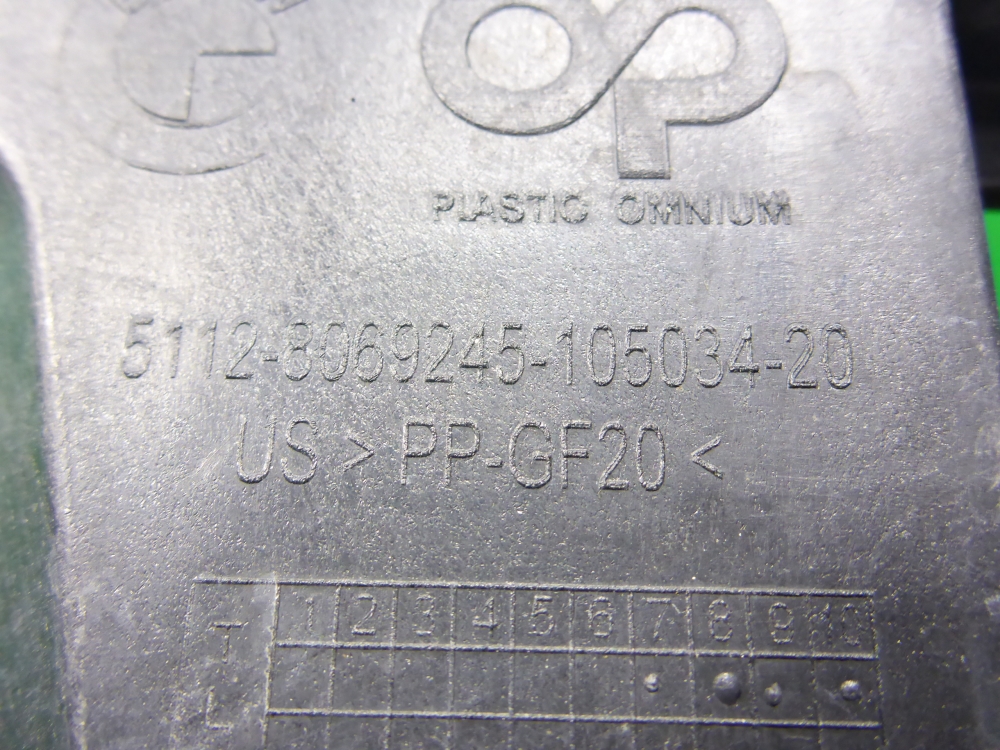 OP
PLASTIC OMNIUM
5112-8069245-105034-20
US > PP-GF20 <
T 1 2 3 4 5 6 7 8 9 10
L